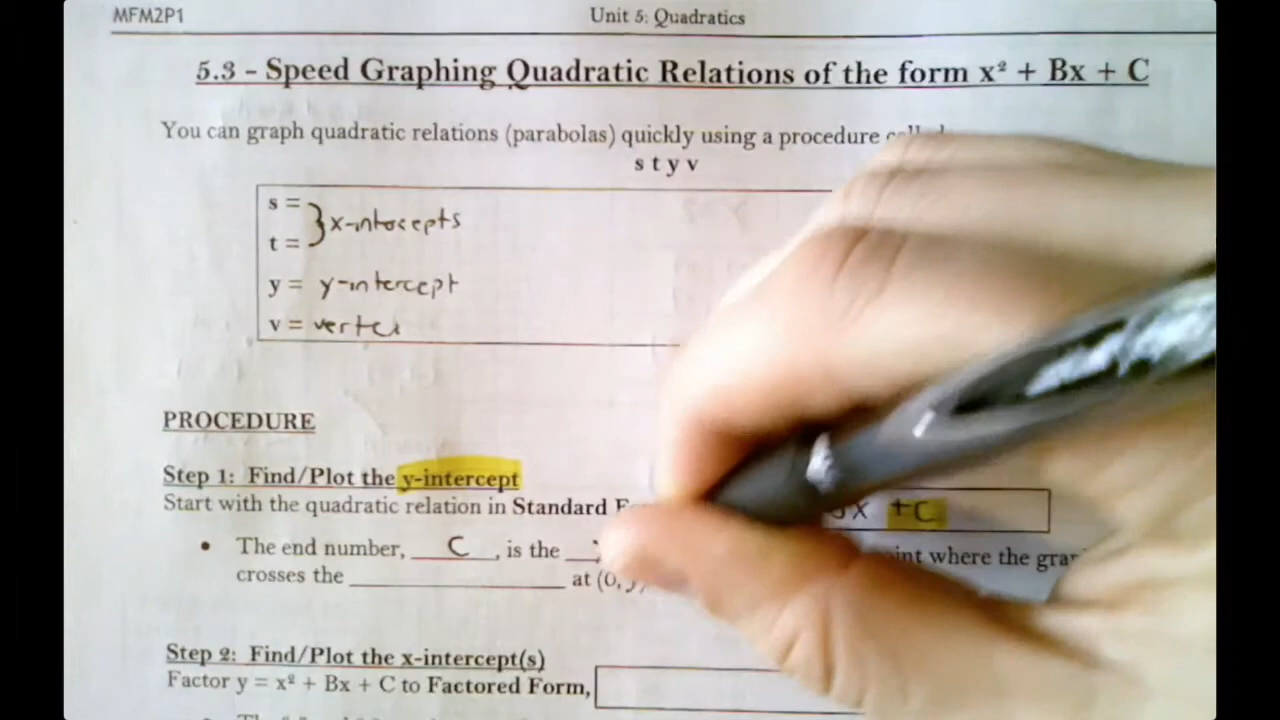 MFM2P1 Unit 5: Quadratics
5.3 – Speed Graphing Quadratic Relations of the form x² + Bx + C
You can graph quadratic relations (parabolas) quickly using a procedure
s t y v
s =
t = } x-intercepts
y = y-intercept
v = vertex
PROCEDURE
Step 1: Find/Plot the y-intercept
Start with the quadratic relation in Standard x + C
• The end number, C, is the where the
crosses the ____________ at (0,
Step 2: Find/Plot the x-intercept(s)
Factor y = x² + Bx + C to Factored Form,